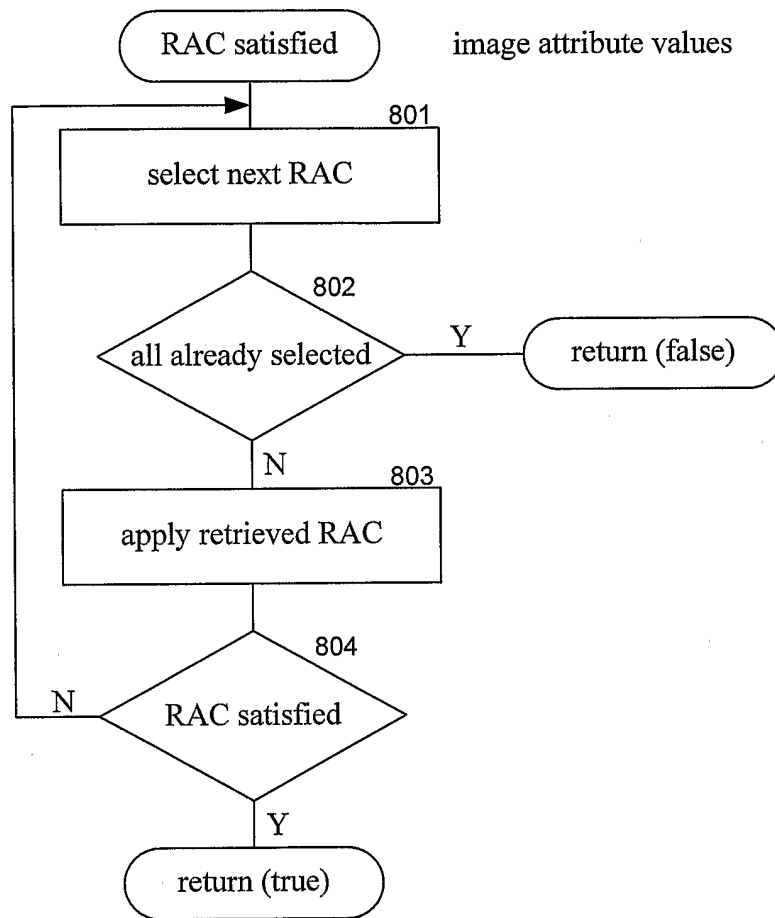 RAC satisfied
image attribute values
801
select next RAC
802
all already selected
Y
return (false)
N
803
apply retrieved RAC
804
N
RAC satisfied
Y
return (true)